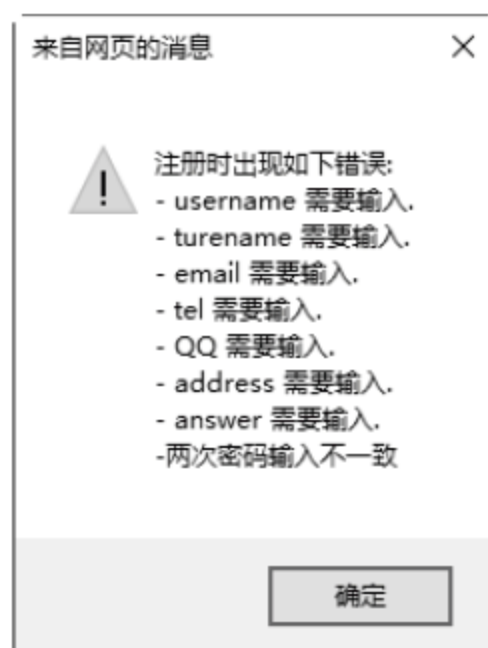 来自网页的消息
注册时出现如下错误:
- username 需要输入.
- turename 需要输入.
- email 需要输入.
- tel 需要输入.
- QQ 需要输入.
- address 需要输入.
- answer 需要输入.
-两次密码输入不一致
确定